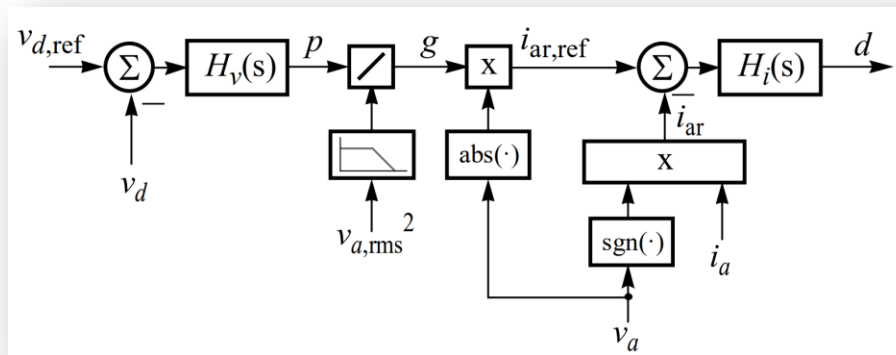 v_{d,ref}
Σ
H_v(s)
p
g
x
i_{ar,ref}
Σ
H_i(s)
d
−
−
i_{ar}
abs(·)
x
v_d
v_{a,rms}^2
sgn(·)
i_a
v_a